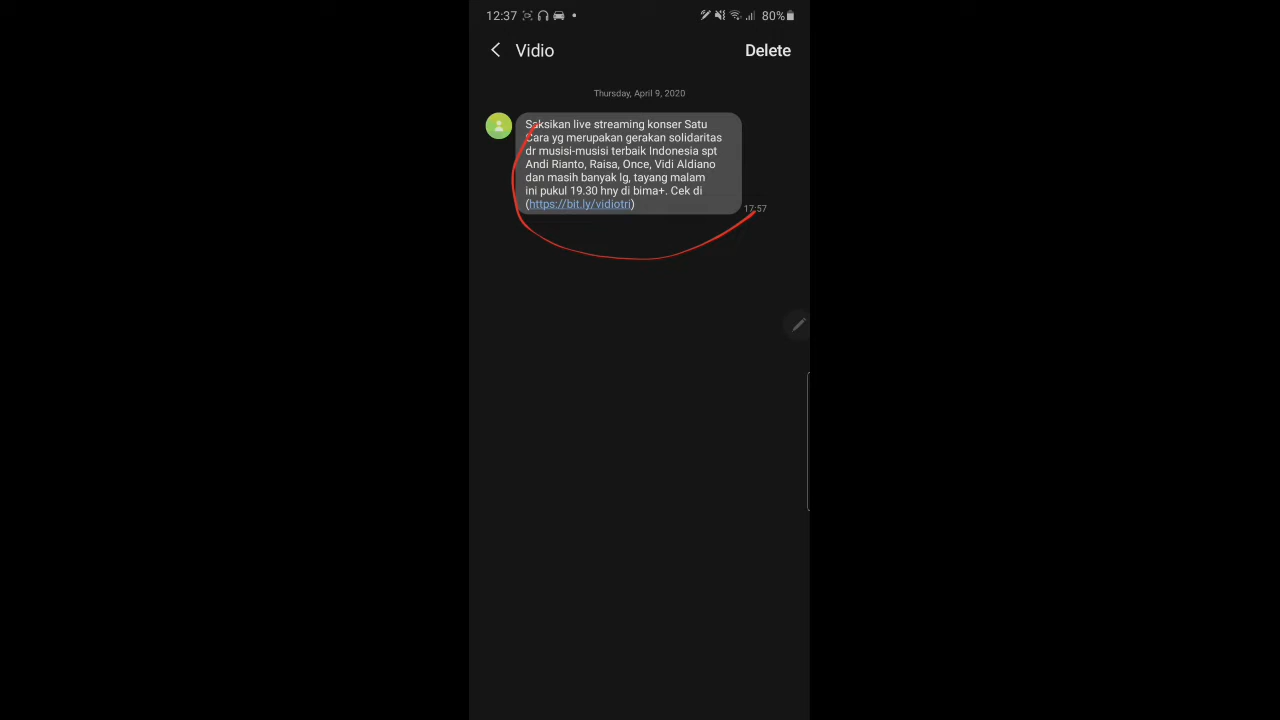 12:37 80%
Vidio Delete
Thursday, April 9, 2020
Saksikan live streaming konser Satu
Cara yg merupakan gerakan solidaritas
dr musisi-musisi terbaik Indonesia spt
Andi Rianto, Raisa, Once, Vidi Aldiano
dan masih banyak lg, tayang malam
ini pukul 19.30 hny di bima+. Cek di
(https://bit.ly/vidiotri)
17:57